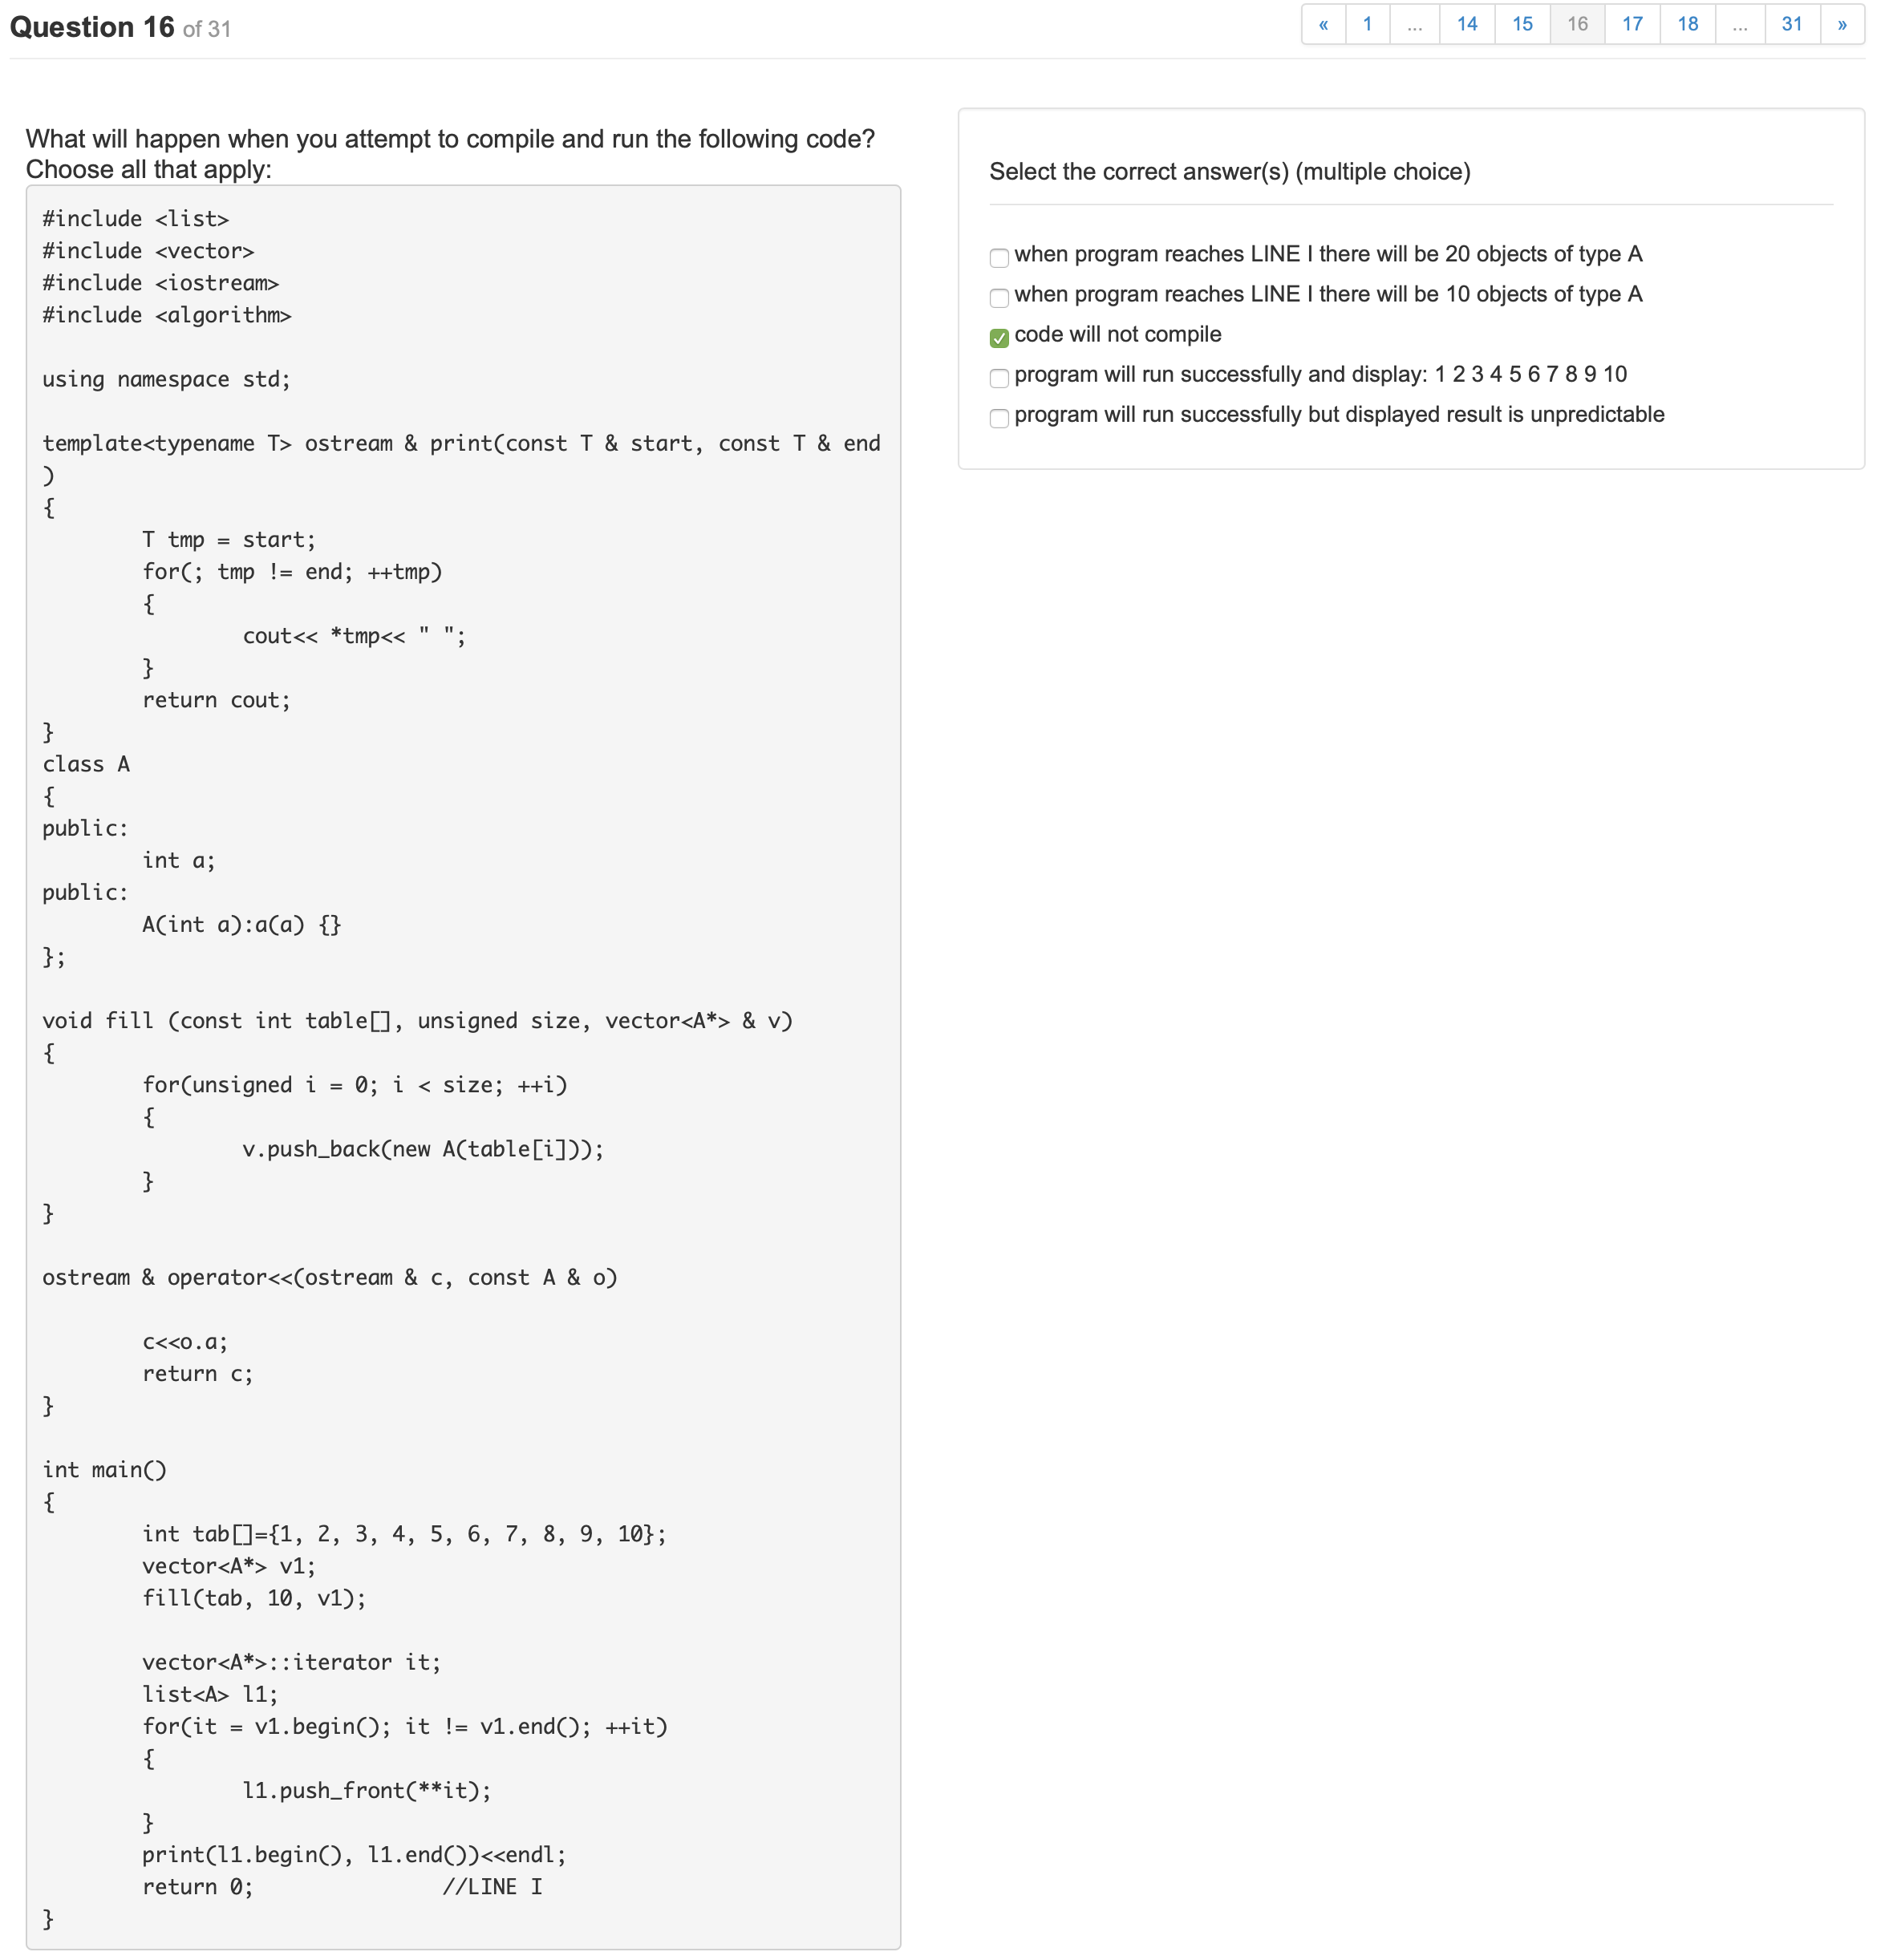 Question 16 of 31
« 1 ... 14 15 16 17 18 ... 31 »
What will happen when you attempt to compile and run the following code?
Choose all that apply:
#include <list>
#include <vector>
#include <iostream>
#include <algorithm>
using namespace std;
template<typename T> ostream & print(const T & start, const T & end
)
{
T tmp = start;
for(; tmp != end; ++tmp)
{
cout<< *tmp<< " ";
}
return cout;
}
class A
{
public:
int a;
public:
A(int a):a(a) {}
};
void fill (const int table[], unsigned size, vector<A*> & v)
{
for(unsigned i = 0; i < size; ++i)
{
v.push_back(new A(table[i]));
}
}
ostream & operator<<(ostream & c, const A & o)
c<<o.a;
return c;
}
int main()
{
int tab[]={1, 2, 3, 4, 5, 6, 7, 8, 9, 10};
vector<A*> v1;
fill(tab, 10, v1);
vector<A*>::iterator it;
list<A> l1;
for(it = v1.begin(); it != v1.end(); ++it)
{
l1.push_front(**it);
}
print(l1.begin(), l1.end())<<endl;
return 0; //LINE I
}
Select the correct answer(s) (multiple choice)
when program reaches LINE I there will be 20 objects of type A
when program reaches LINE I there will be 10 objects of type A
code will not compile
program will run successfully and display: 1 2 3 4 5 6 7 8 9 10
program will run successfully but displayed result is unpredictable